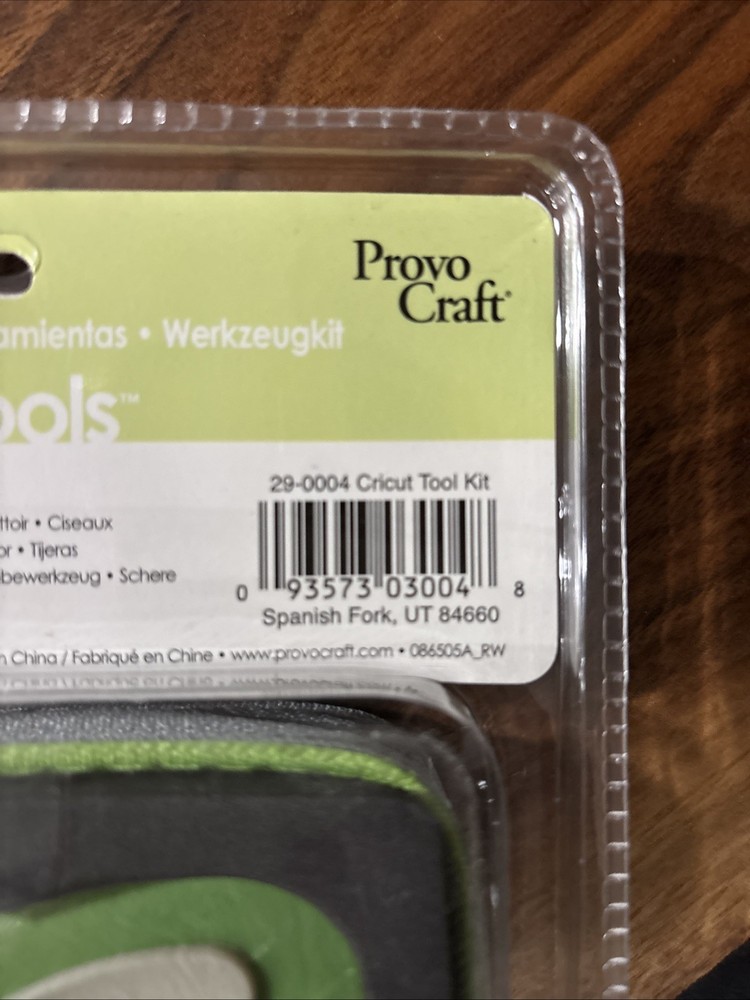 Provo
Craft®
amientas • Werkzeugkit
ools™
29-0004 Cricut Tool Kit
ttoir • Ciseaux
or • Tijeras
bewerkzeug • Schere
0 93573 03004 8
Spanish Fork, UT 84660
n China / Fabriqué en Chine • www.provocraft.com • 086505A_RW